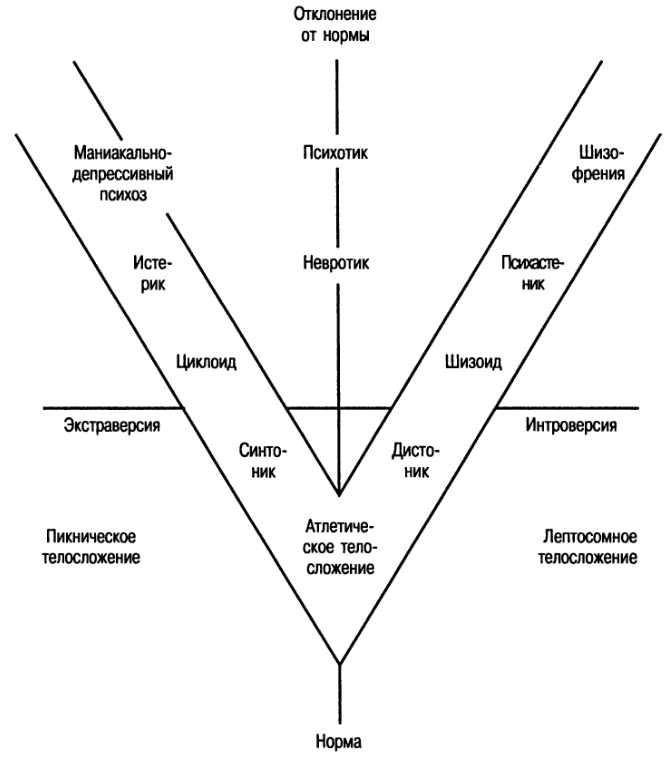 Отклонение
от нормы
Маниакально-
депрессивный
психоз
Психотик
Шизо-
френия
Исте-
рик
Невротик
Психасте-
ник
Циклоид
Шизоид
Экстраверсия
Интроверсия
Синто-
ник
Дисто-
ник
Пикническое
телосложение
Атлетиче-
ское тело-
сложение
Лептосомное
телосложение
Норма